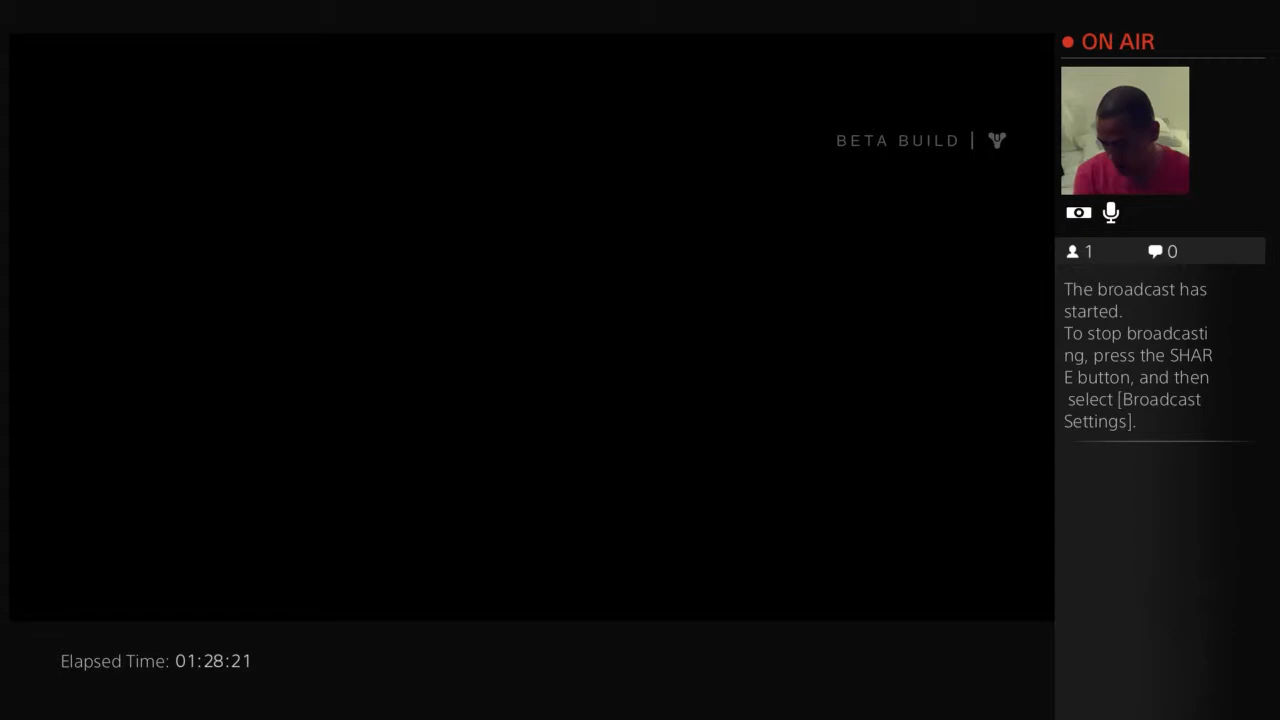 ON AIR
BETA BUILD
1 0
The broadcast has
started.
To stop broadcasti
ng, press the SHAR
E button, and then
select [Broadcast
Settings].
Elapsed Time: 01:28:21